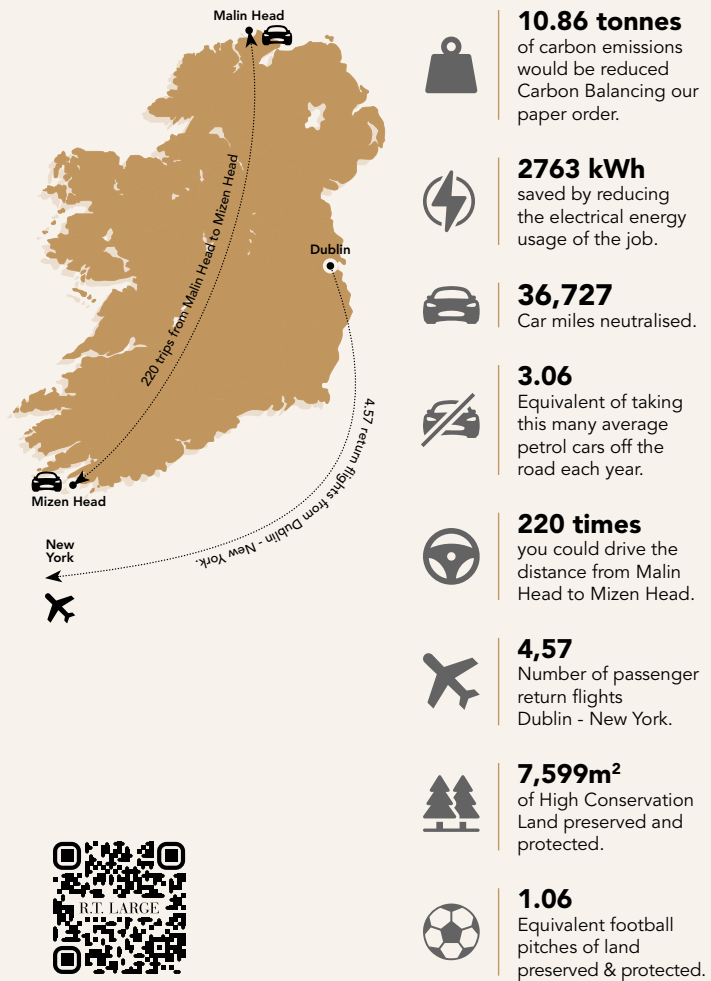 Malin Head
220 trips from Malin Head to Mizen Head
Dublin
4.57 return flights from Dublin - New York.
Mizen Head
New
York
R.T. LARGE
10.86 tonnes
of carbon emissions
would be reduced
Carbon Balancing our
paper order.
2763 kWh
saved by reducing
the electrical energy
usage of the job.
36,727
Car miles neutralised.
3.06
Equivalent of taking
this many average
petrol cars off the
road each year.
220 times
you could drive the
distance from Malin
Head to Mizen Head.
4,57
Number of passenger
return flights
Dublin - New York.
7,599m²
of High Conservation
Land preserved and
protected.
1.06
Equivalent football
pitches of land
preserved & protected.